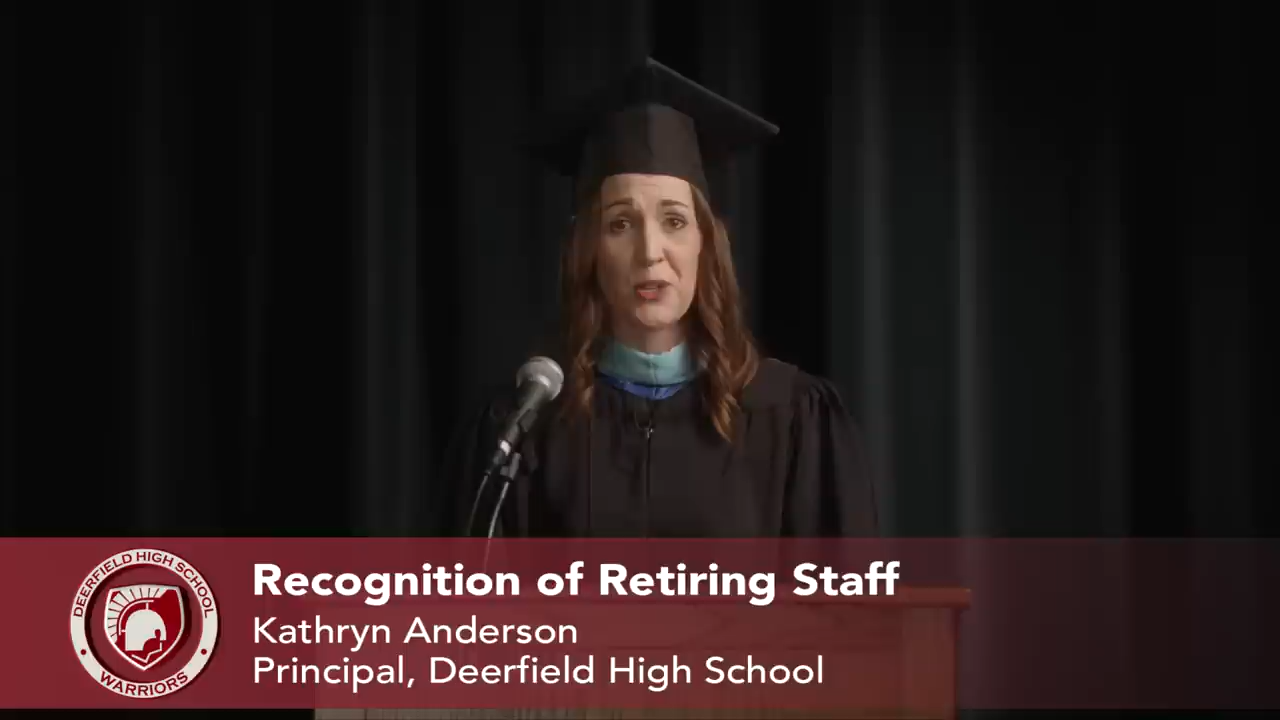 DEERFIELD HIGH SCHOOL
WARRIORS
Recognition of Retiring Staff
Kathryn Anderson
Principal, Deerfield High School